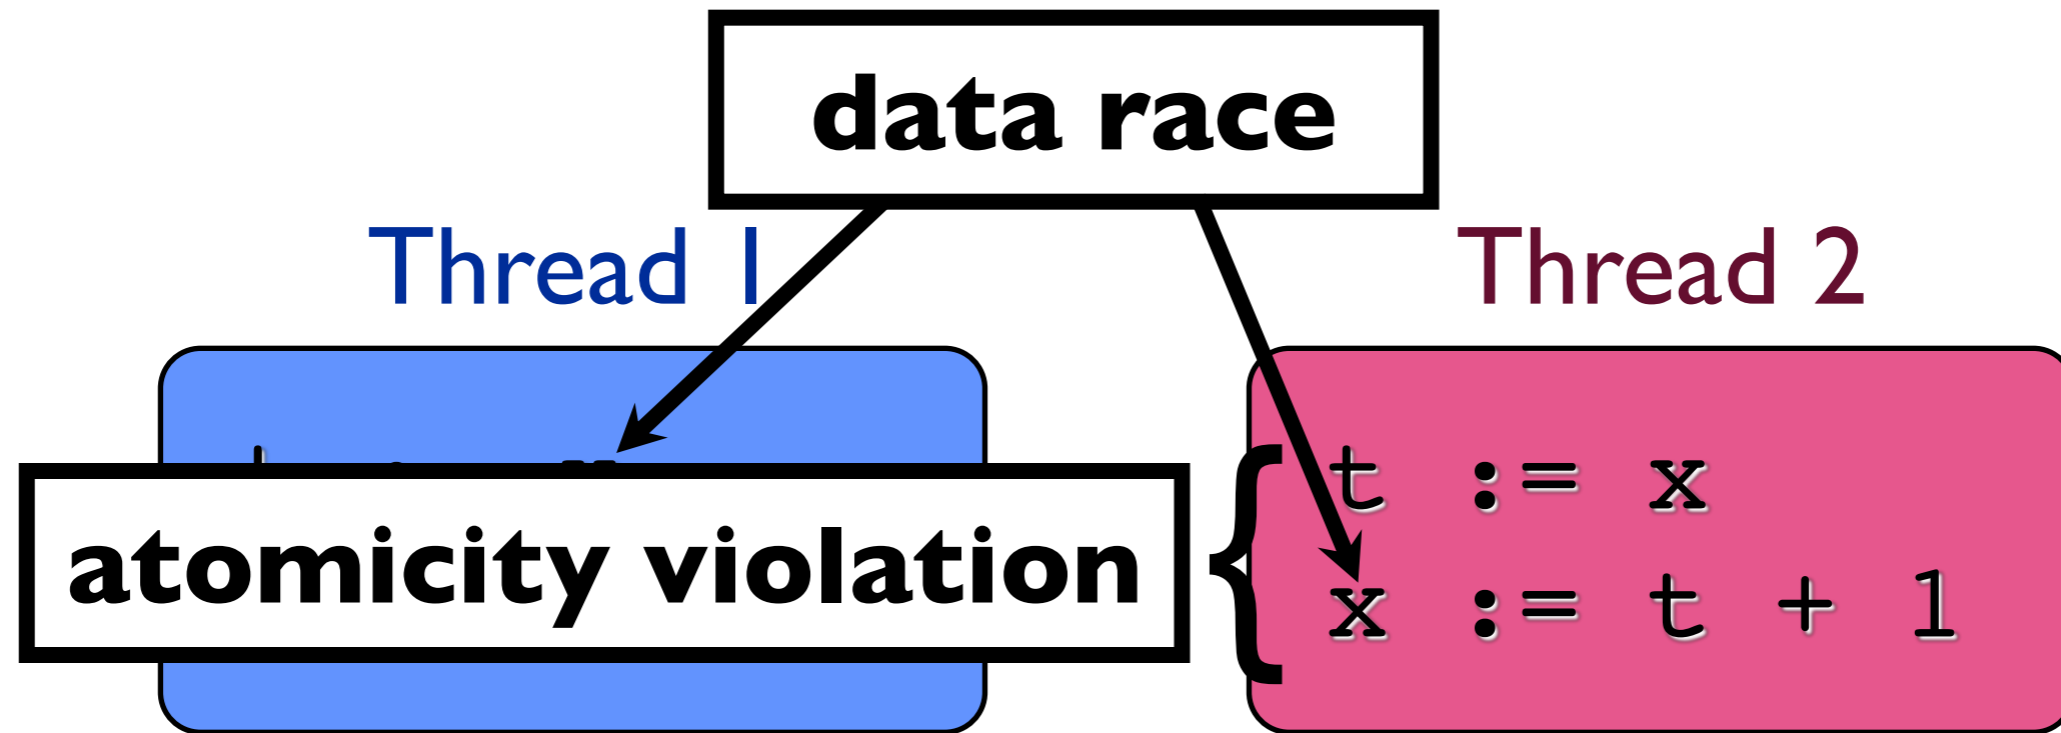 data race
Thread 1
Thread 2
atomicity violation
t := x
x := t + 1